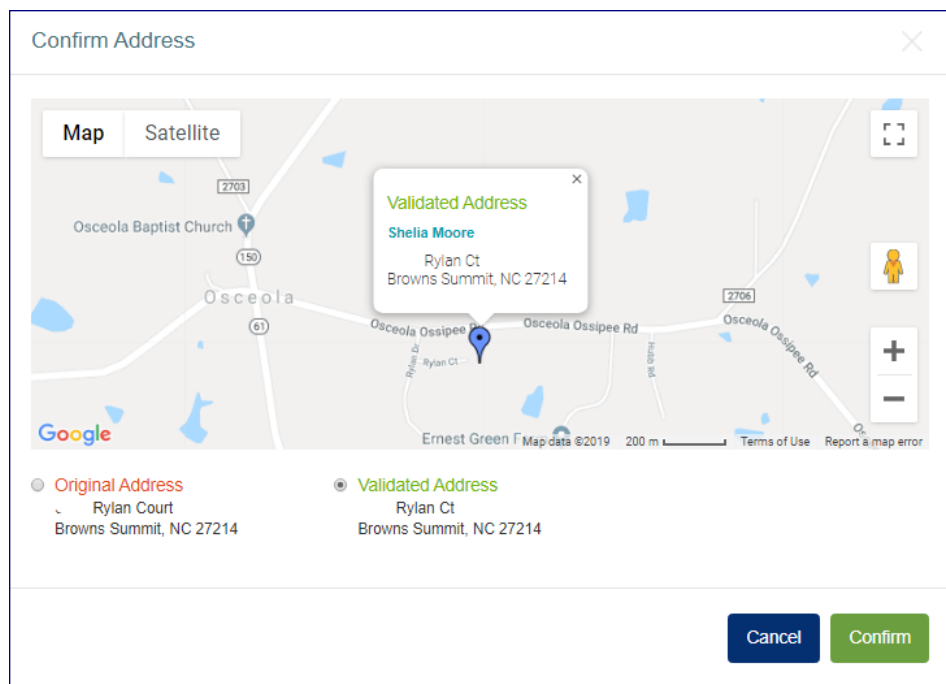 Confirm Address
Map
Satellite
2703
Osceola Baptist Church
150
Osceola
61
Validated Address
Shelia Moore
Rylan Ct
Browns Summit, NC 27214
Osceola Ossipee
Osceola Ossipee Rd
2706
Osceola Ossipee Rd
Rylan Dr
Rylan Ct
Hubb Rd
Google
Ernest Green F
Map data ©2019
200 m
Terms of Use
Report a map error
Original Address
Rylan Court
Browns Summit, NC 27214
Validated Address
Rylan Ct
Browns Summit, NC 27214
Cancel
Confirm